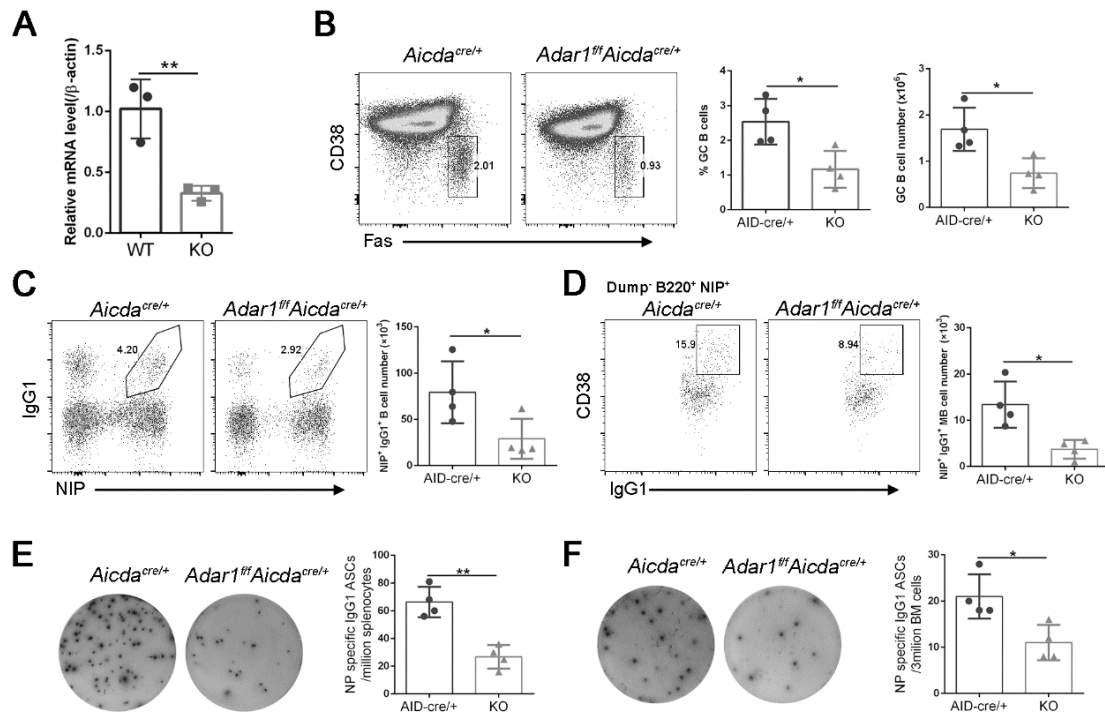 A
Relative mRNA level(/β-actin)
1.5
1.0
0.5
0.0
**
WT
KO
B
Aicda^cre/+
Adar1^f/f Aicda^cre/+
CD38
2.01
0.93
Fas
% GC B cells
5
4
3
2
1
0
*
AID-cre/+
KO
GC B cell number (×10⁶)
3
2
1
0
*
AID-cre/+
KO
C
Aicda^cre/+
Adar1^f/f Aicda^cre/+
IgG1
4.20
2.92
NIP
NIP⁺ IgG1⁺ B cell number (×10³)
150
100
50
0
*
AID-cre/+
KO
D
Dump⁻ B220⁺ NIP⁺
Aicda^cre/+
Adar1^f/f Aicda^cre/+
CD38
15.9
8.94
IgG1
NIP⁺ IgG1⁺ MB cell number (×10³)
30
20
10
0
*
AID-cre/+
KO
E
Aicda^cre/+
Adar1^f/f Aicda^cre/+
NP specific IgG1 ASCs
/million splenocytes
100
80
60
40
20
0
**
AID-cre/+
KO
F
Aicda^cre/+
Adar1^f/f Aicda^cre/+
NP specific IgG1 ASCs
/3milion BM cells
30
20
10
0
*
AID-cre/+
KO